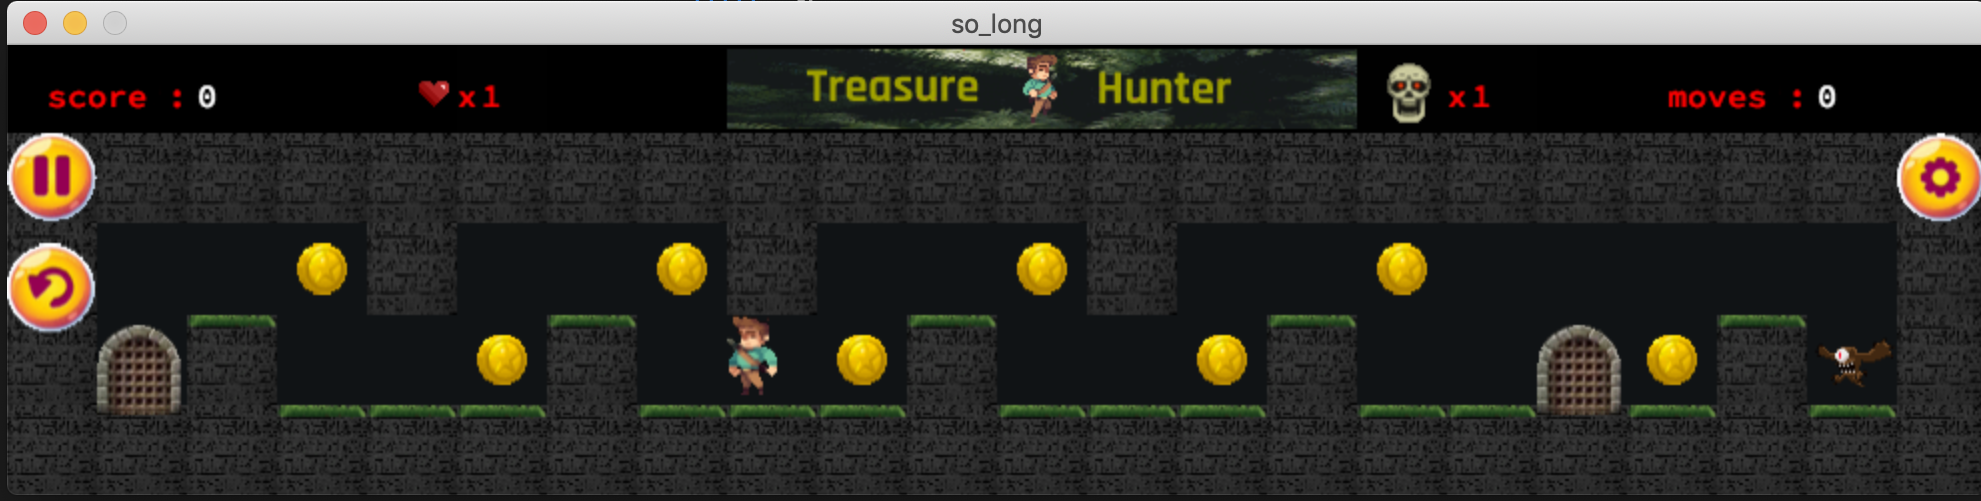 so_long
score : 0
x1
Treasure Hunter
x1
moves : 0